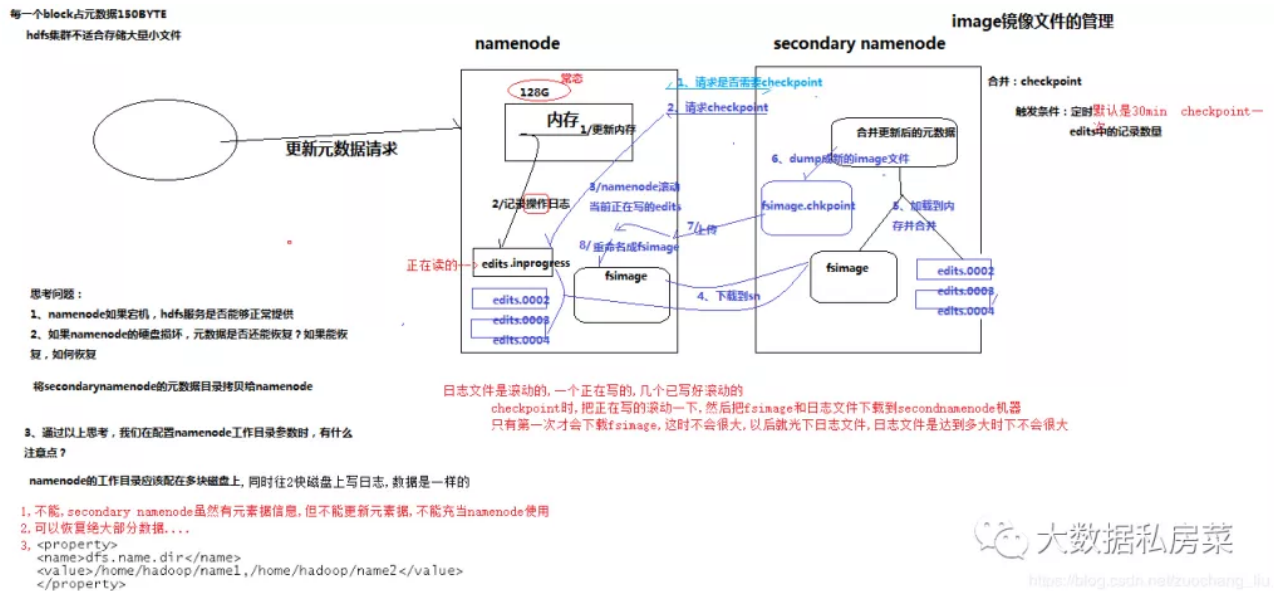 每一个block占元数据150BYTE
hdfs集群不适合存储大量小文件
image镜像文件的管理
namenode
secondary namenode
常态
128G
内存
1/更新内存
更新元数据请求
2/记录操作日志
1、请求是否需要checkpoint
2、请求checkpoint
3/namenode滚动
当前正在写的edits
合并更新后的元数据
6、dump成新的image文件
fsimage.chkpoint
7/上传
8/重命名成fsimage
5、加载到内
存并合并
合并：checkpoint
触发条件：定时默认是30min checkpoint一
次
edits中的记录数量
正在读的
edits.inprogress
edits.0002
edits.0003
edits.0004
fsimage
4、下载到sn
fsimage
edits.0002
edits.0003
edits.0004
思考问题：
1、namenode如果宕机，hdfs服务是否能够正常提供
2、如果namenode的硬盘损坏，元数据是否还能恢复？如果能恢
复，如何恢复
将secondarynamenode的元数据目录拷贝给namenode
日志文件是滚动的,一个正在写的,几个已写好滚动的
checkpoint时,把正在写的滚动一下,然后把fsimage和日志文件下载到secondnamenode机器
只有第一次才会下载fsimage,这时不会很大,以后就光下日志文件,日志文件是达到多大时下不会很大
3、通过以上思考，我们在配置namenode工作目录参数时，有什么
注意点？
namenode的工作目录应该配在多块磁盘上,同时往2快磁盘上写日志,数据是一样的
1,不能,secondary namenode虽然有元素据信息,但不能更新元素据,不能充当namenode使用
2,可以恢复绝大部分数据....
3,<property>
<name>dfs.name.dir</name>
<value>/home/hadoop/name1,/home/hadoop/name2</value>
</property>
大数据私房菜
https://blog.csdn.net/zuochang_liu